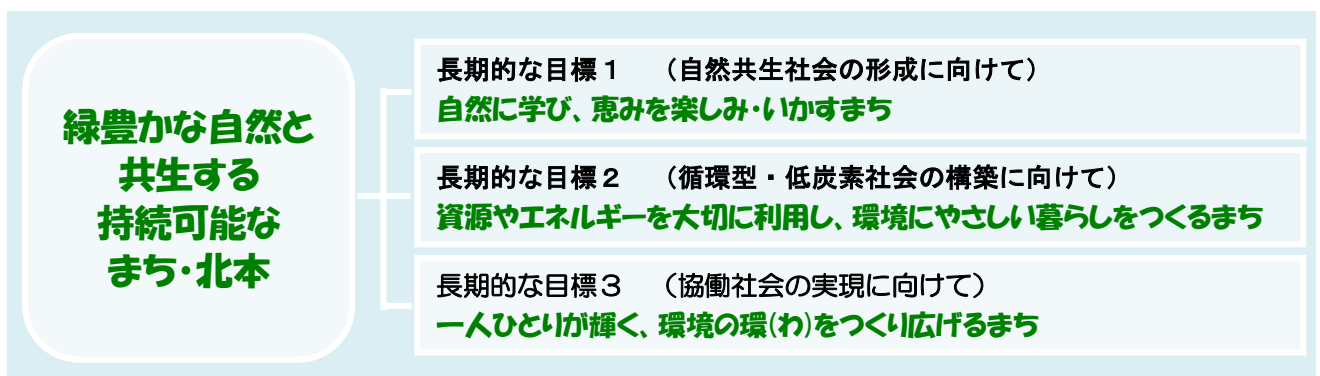 緑豊かな自然と
共生する
持続可能な
まち・北本
長期的な目標１　（自然共生社会の形成に向けて）
自然に学び、恵みを楽しみ・いかすまち
長期的な目標２　（循環型・低炭素社会の構築に向けて）
資源やエネルギーを大切に利用し、環境にやさしい暮らしをつくるまち
長期的な目標３　（協働社会の実現に向けて）
一人ひとりが輝く、環境の環(わ)をつくり広げるまち